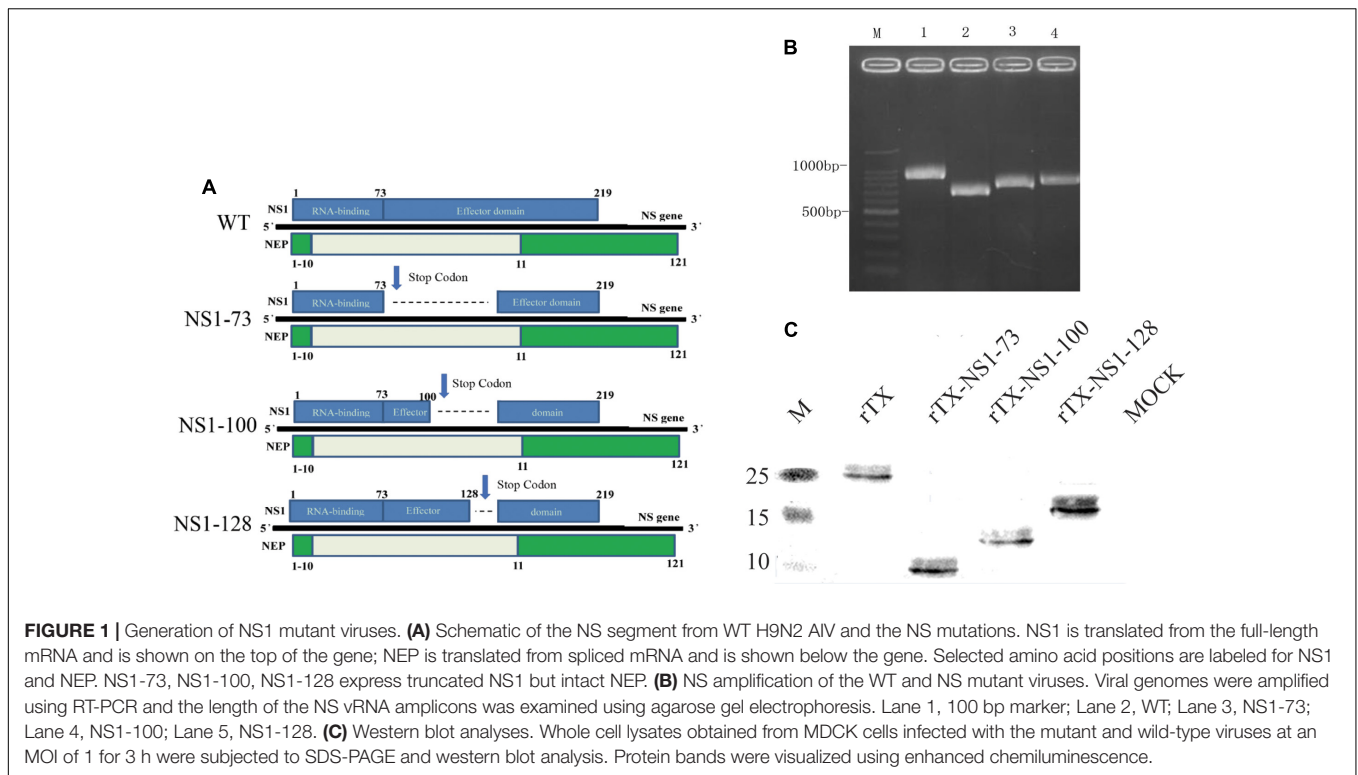 A
1 73 219
NS1 RNA-binding Effector domain
WT NS gene
5` 3`
NEP
1-10 11 121
Stop Codon
1 73 219
NS1 RNA-binding Effector domain
NS1-73 NS gene
5` 3`
NEP
1-10 11 121
Stop Codon
1 73 100 219
NS1 RNA-binding Effector domain
NS1-100 NS gene
5` 3`
NEP
1-10 11 121
Stop Codon
1 73 128 219
NS1 RNA-binding Effector domain
NS1-128 NS gene
5` 3`
NEP
1-10 11 121
B
M 1 2 3 4
1000bp
500bp
C
M rTX rTX-NS1-73 rTX-NS1-100 rTX-NS1-128 MOCK
25
15
10
FIGURE 1 | Generation of NS1 mutant viruses. (A) Schematic of the NS segment from WT H9N2 AIV and the NS mutations. NS1 is translated from the full-length
mRNA and is shown on the top of the gene; NEP is translated from spliced mRNA and is shown below the gene. Selected amino acid positions are labeled for NS1
and NEP. NS1-73, NS1-100, NS1-128 express truncated NS1 but intact NEP. (B) NS amplification of the WT and NS mutant viruses. Viral genomes were amplified
using RT-PCR and the length of the NS vRNA amplicons was examined using agarose gel electrophoresis. Lane 1, 100 bp marker; Lane 2, WT; Lane 3, NS1-73;
Lane 4, NS1-100; Lane 5, NS1-128. (C) Western blot analyses. Whole cell lysates obtained from MDCK cells infected with the mutant and wild-type viruses at an
MOI of 1 for 3 h were subjected to SDS-PAGE and western blot analysis. Protein bands were visualized using enhanced chemiluminescence.